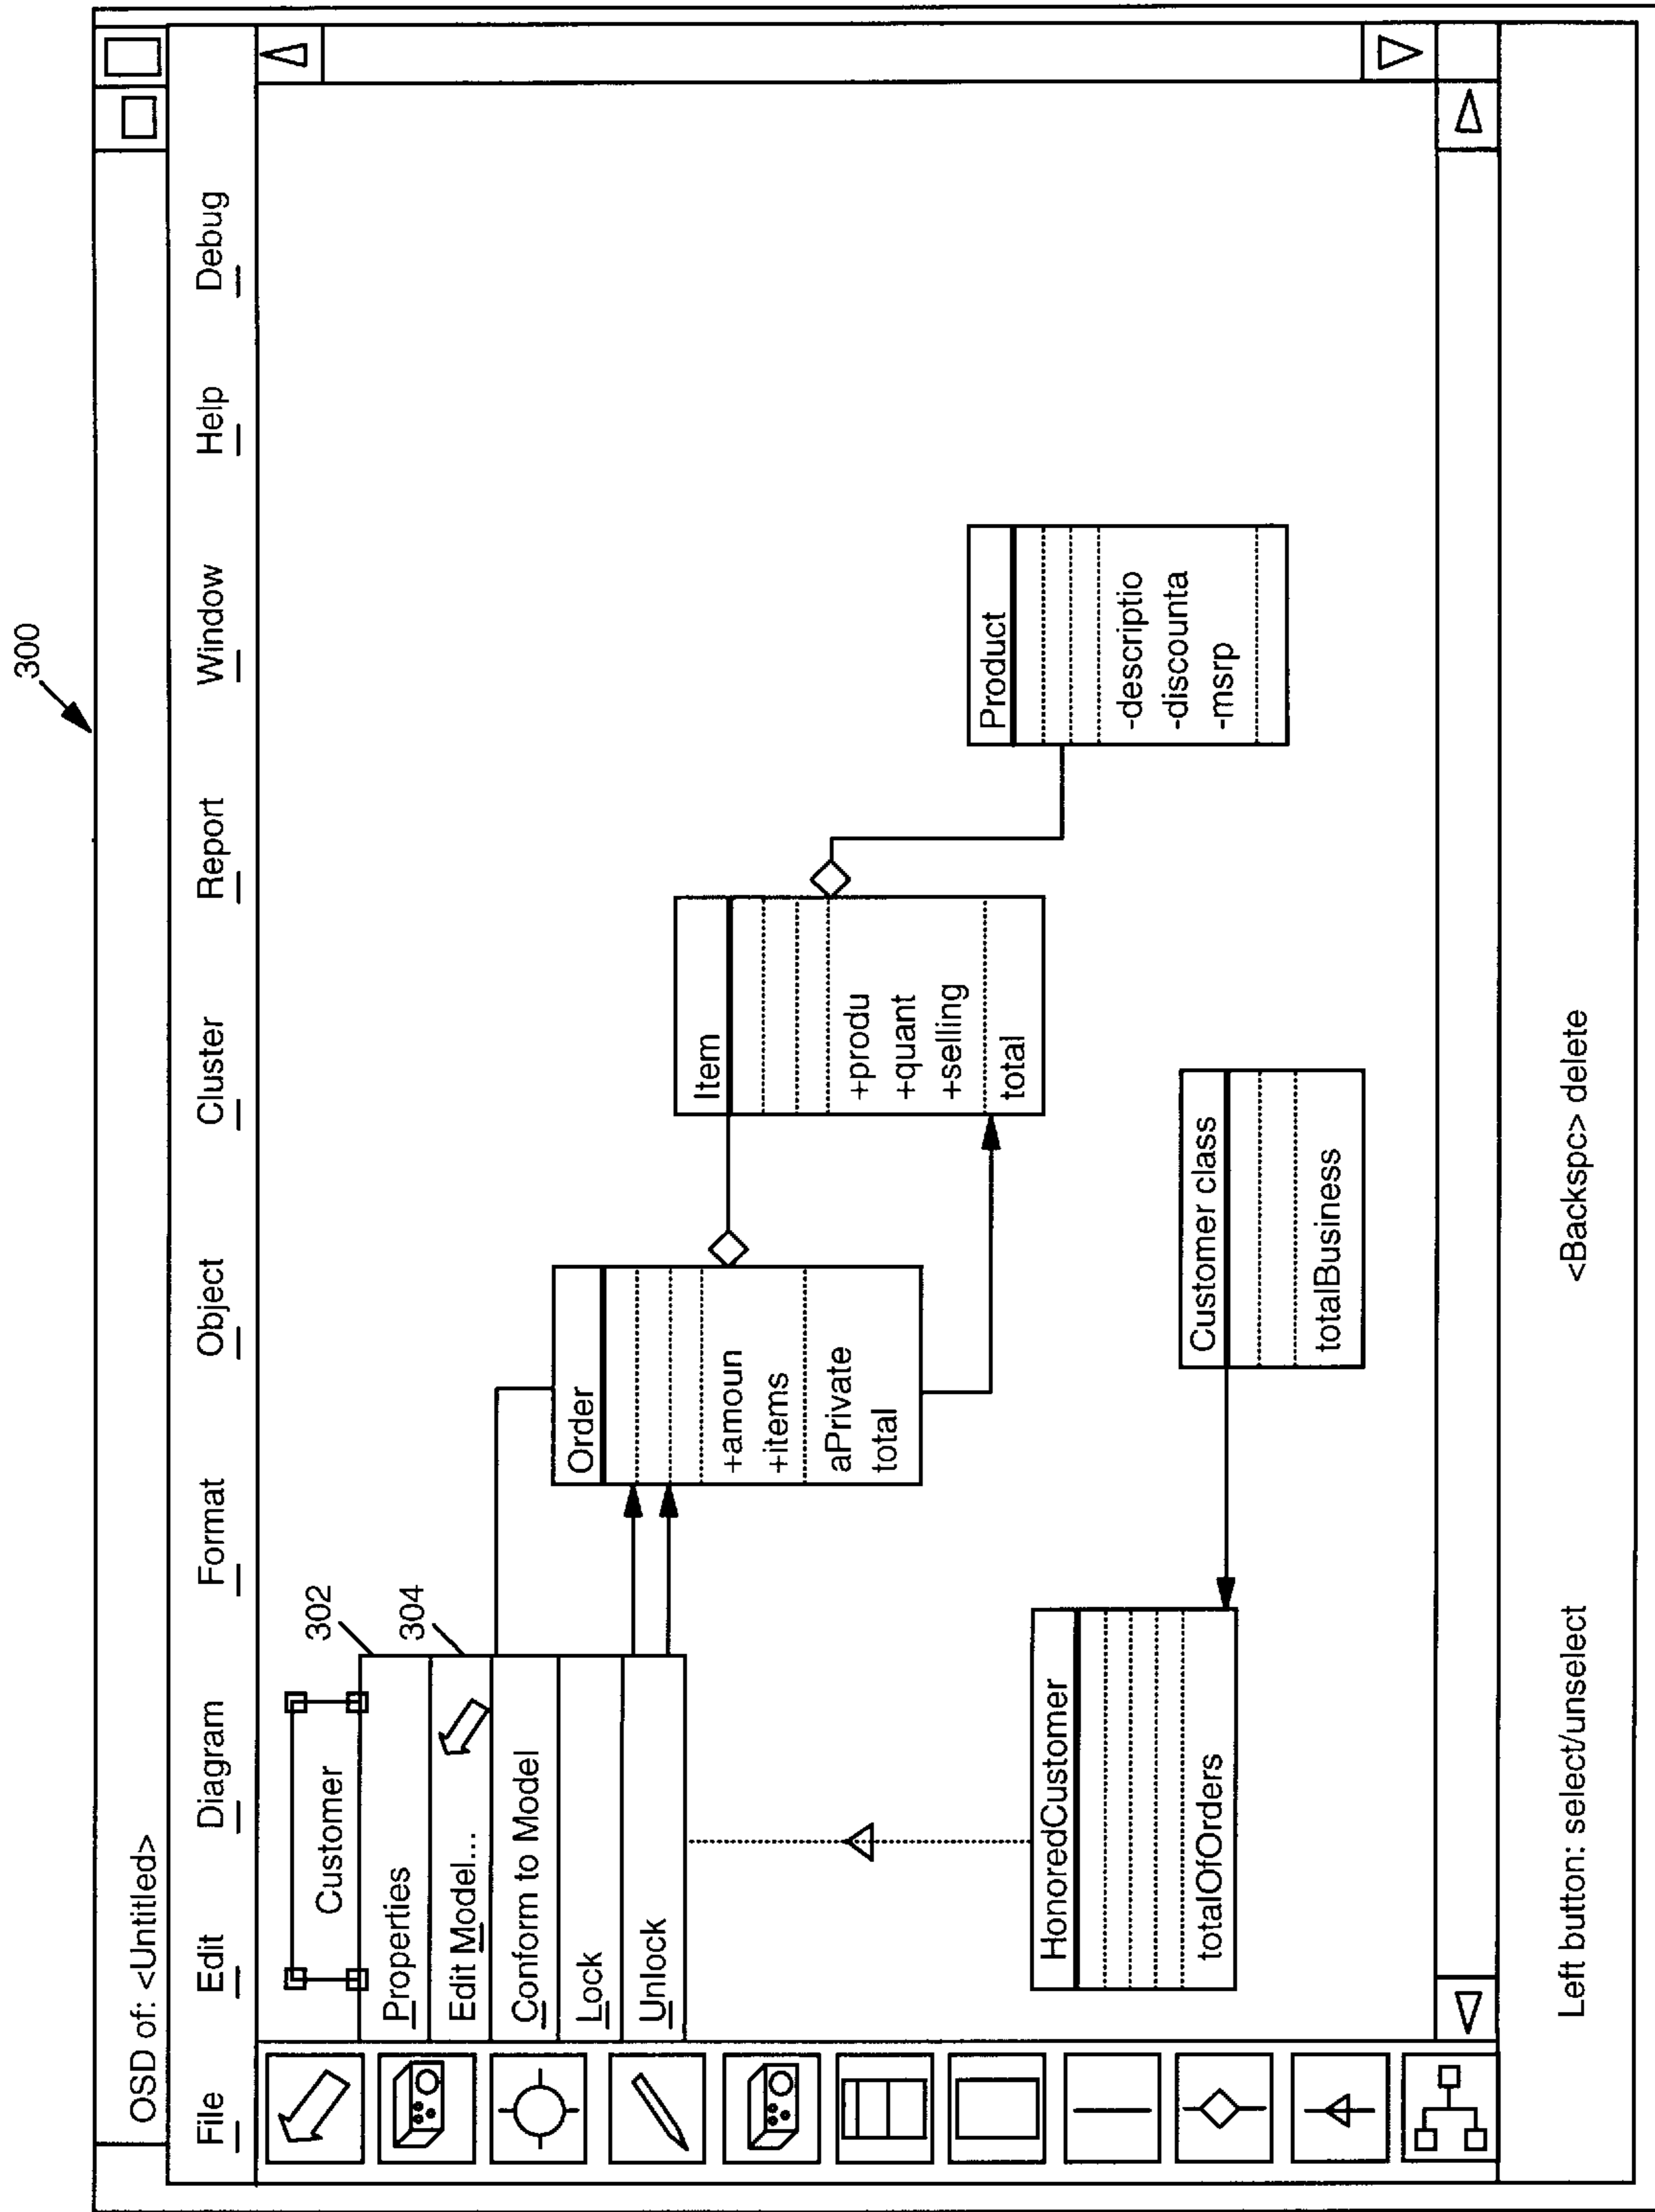 300
OSD of: <Untitled>
File Edit Diagram Format Object Cluster Report Window Help Debug
Customer
302
Properties
304
Edit Model...
Conform to Model
Lock
Unlock
Order
+amoun
+items
aPrivate
total
Item
+produ
+quant
+selling
total
Product
-descriptio
-discounta
-msrp
HonoredCustomer
totalOfOrders
Customer class
totalBusiness
Left button: select/unselect <Backspc> delete